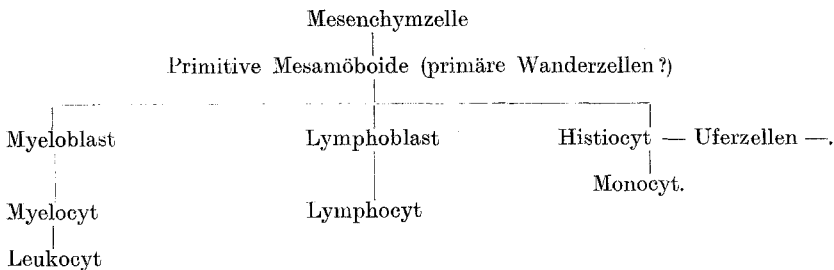 Mesenchymzelle
Primitive Mesamöboide (primäre Wanderzellen?)
Myeloblast Lymphoblast Histiocyt — Uferzellen —.
Monocyt.
Myelocyt Lymphocyt
Leukocyt